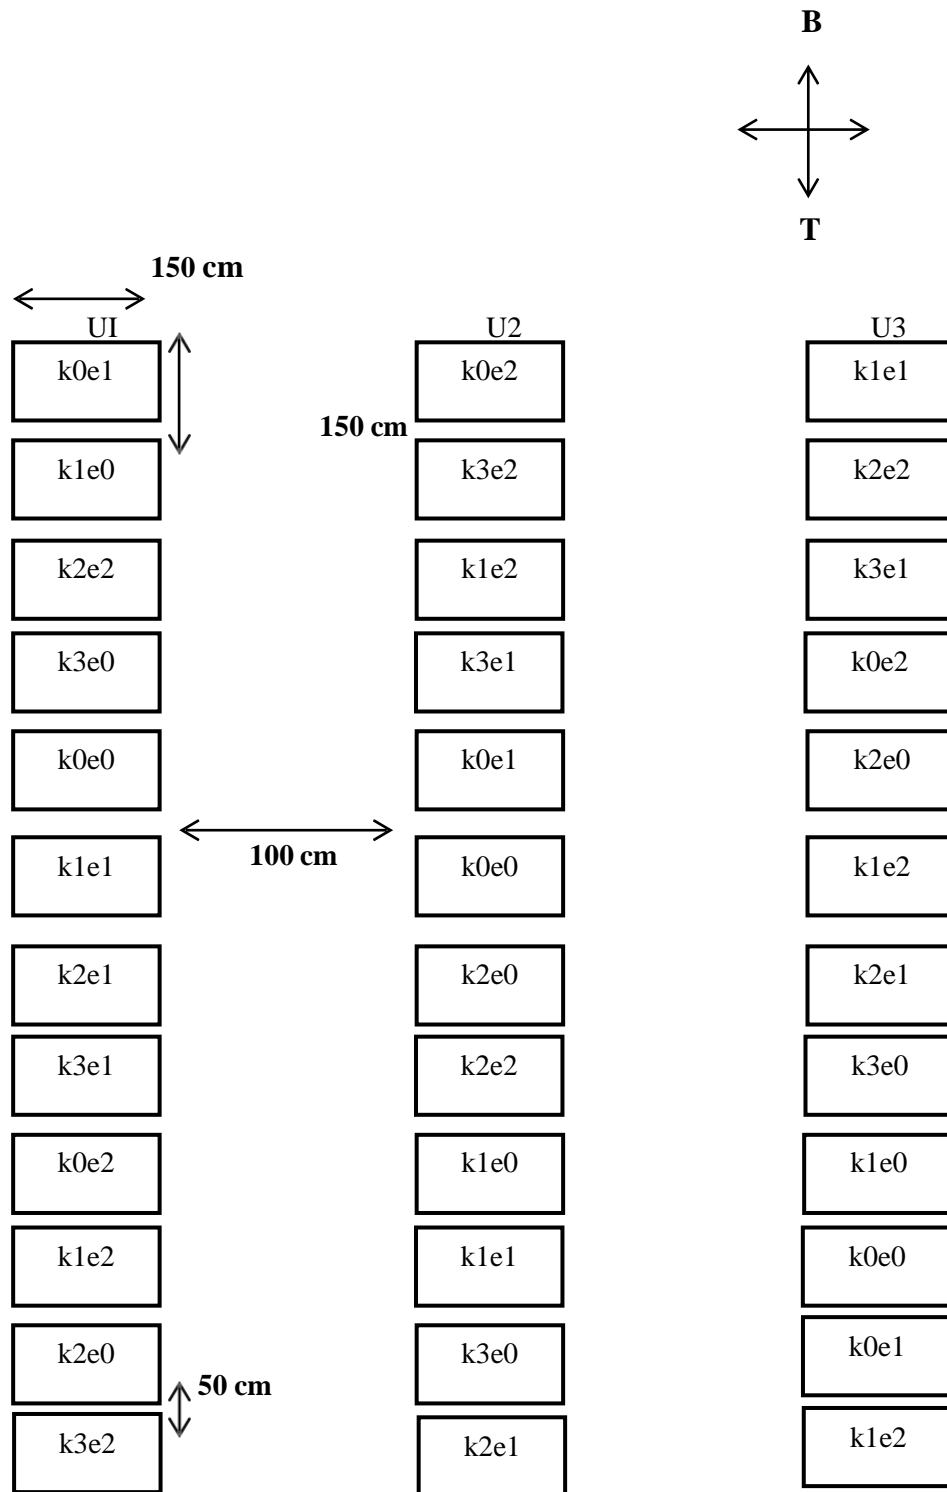 B
T
150 cm
UI U2 U3
k0e1 k0e2 k1e1
150 cm
k1e0 k3e2 k2e2
k2e2 k1e2 k3e1
k3e0 k3e1 k0e2
k0e0 k0e1 k2e0
100 cm
k1e1 k0e0 k1e2
k2e1 k2e0 k2e1
k3e1 k2e2 k3e0
k0e2 k1e0 k1e0
k1e2 k1e1 k0e0
k2e0 k3e0 k0e1
50 cm
k3e2 k2e1 k1e2